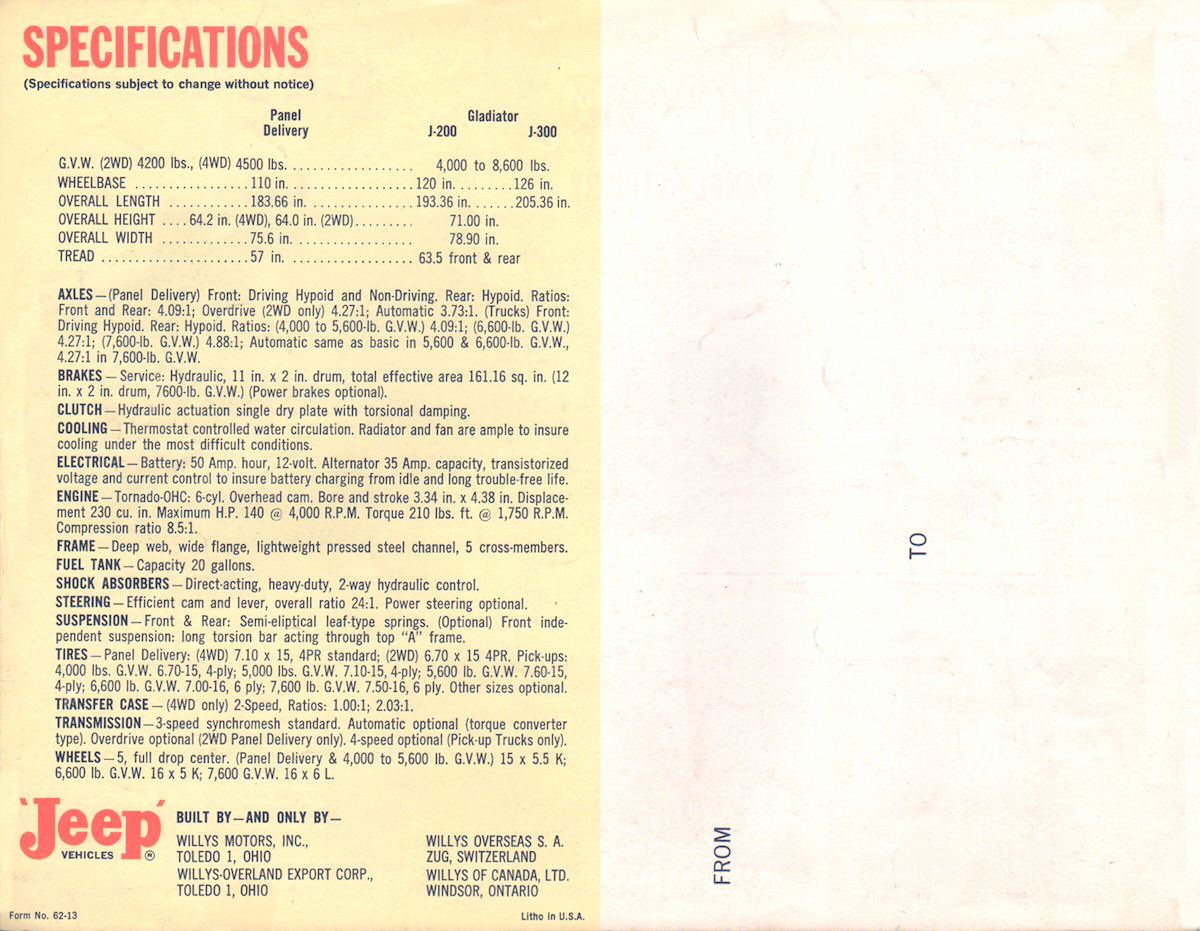 SPECIFICATIONS
(Specifications subject to change without notice)
Panel Gladiator
Delivery J-200 J-300
G.V.W. (2WD) 4200 lbs., (4WD) 4500 lbs. .................... 4,000 to 8,600 lbs.
WHEELBASE .................110 in. ....................120 in. .........126 in.
OVERALL LENGTH ............183.66 in. ................193.36 in. .......205.36 in.
OVERALL HEIGHT ....64.2 in. (4WD), 64.0 in. (2WD)......... 71.00 in.
OVERALL WIDTH .............75.6 in. .................. 78.90 in.
TREAD ......................57 in. .................. 63.5 front & rear
AXLES—(Panel Delivery) Front: Driving Hypoid and Non-Driving. Rear: Hypoid. Ratios:
Front and Rear: 4.09:1; Overdrive (2WD only) 4.27:1; Automatic 3.73:1. (Trucks) Front:
Driving Hypoid. Rear: Hypoid. Ratios: (4,000 to 5,600-lb. G.V.W.) 4.09:1; (6,600-lb. G.V.W.)
4.27:1; (7,600-lb. G.V.W.) 4.88:1; Automatic same as basic in 5,600 & 6,600-lb. G.V.W.,
4.27:1 in 7,600-lb. G.V.W.
BRAKES — Service: Hydraulic, 11 in. x 2 in. drum, total effective area 161.16 sq. in. (12
in. x 2 in. drum, 7600-lb. G.V.W.) (Power brakes optional).
CLUTCH—Hydraulic actuation single dry plate with torsional damping.
COOLING—Thermostat controlled water circulation. Radiator and fan are ample to insure
cooling under the most difficult conditions.
ELECTRICAL—Battery: 50 Amp. hour, 12-volt. Alternator 35 Amp. capacity, transistorized
voltage and current control to insure battery charging from idle and long trouble-free life.
ENGINE—Tornado-OHC: 6-cyl. Overhead cam. Bore and stroke 3.34 in. x 4.38 in. Displace-
ment 230 cu. in. Maximum H.P. 140 @ 4,000 R.P.M. Torque 210 lbs. ft. @ 1,750 R.P.M.
Compression ratio 8.5:1.
FRAME—Deep web, wide flange, lightweight pressed steel channel, 5 cross-members.
FUEL TANK—Capacity 20 gallons.
SHOCK ABSORBERS—Direct-acting, heavy-duty, 2-way hydraulic control.
STEERING—Efficient cam and lever, overall ratio 24:1. Power steering optional.
SUSPENSION—Front & Rear: Semi-eliptical leaf-type springs. (Optional) Front inde-
pendent suspension: long torsion bar acting through top "A" frame.
TIRES—Panel Delivery: (4WD) 7.10 x 15, 4PR standard; (2WD) 6.70 x 15 4PR. Pick-ups:
4,000 lbs. G.V.W. 6.70-15, 4-ply; 5,000 lbs. G.V.W. 7.10-15, 4-ply; 5,600 lb. G.V.W. 7.60-15,
4-ply; 6,600 lb. G.V.W. 7.00-16, 6 ply; 7,600 lb. G.V.W. 7.50-16, 6 ply. Other sizes optional.
TRANSFER CASE — (4WD only) 2-Speed, Ratios: 1.00:1; 2.03:1.
TRANSMISSION—3-speed synchromesh standard. Automatic optional (torque converter
type). Overdrive optional (2WD Panel Delivery only). 4-speed optional (Pick-up Trucks only).
WHEELS—5, full drop center. (Panel Delivery & 4,000 to 5,600 lb. G.V.W.) 15 x 5.5 K;
6,600 lb. G.V.W. 16 x 5 K; 7,600 G.V.W. 16 x 6 L.
'Jeep'
VEHICLES ®
BUILT BY—AND ONLY BY—
WILLYS MOTORS, INC.,
TOLEDO 1, OHIO
WILLYS-OVERLAND EXPORT CORP.,
TOLEDO 1, OHIO
WILLYS OVERSEAS S. A.
ZUG, SWITZERLAND
WILLYS OF CANADA, LTD.
WINDSOR, ONTARIO
Form No. 62-13
Litho in U.S.A.
TO
FROM